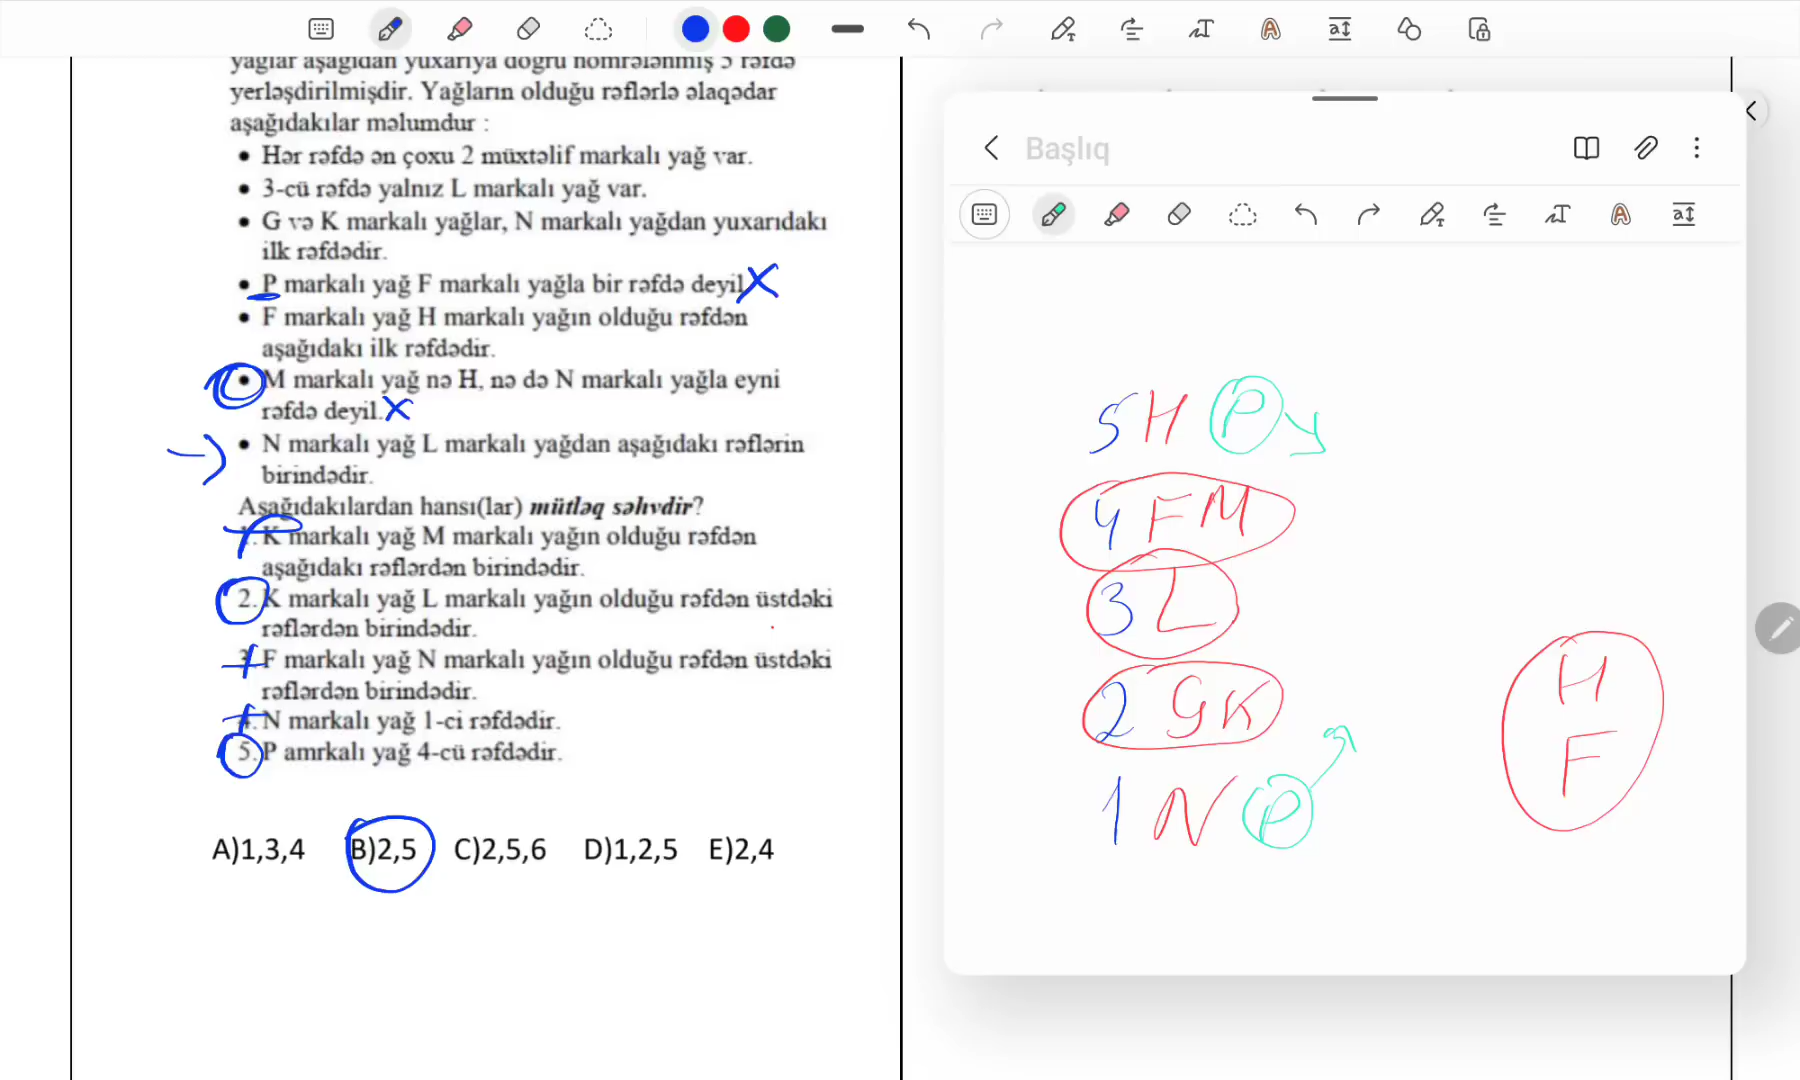 yağlar aşağıdan yuxarıya doğru nömrələnmiş 5 rəfdə
yerləşdirilmişdir. Yağların olduğu rəflərlə əlaqədar
aşağıdakılar məlumdur :
• Hər rəfdə ən çoxu 2 müxtəlif markalı yağ var.
• 3-cü rəfdə yalnız L markalı yağ var.
• G və K markalı yağlar, N markalı yağdan yuxarıdakı
ilk rəfdədir.
• P markalı yağ F markalı yağla bir rəfdə deyil
• F markalı yağ H markalı yağın olduğu rəfdən
aşağıdakı ilk rəfdədir.
• M markalı yağ nə H, nə də N markalı yağla eyni
rəfdə deyil.
• N markalı yağ L markalı yağdan aşağıdakı rəflərin
birindədir.
Aşağıdakılardan hansı(lar) mütləq səhvdir?
1. K markalı yağ M markalı yağın olduğu rəfdən
aşağıdakı rəflərdən birindədir.
2. K markalı yağ L markalı yağın olduğu rəfdən üstdəki
rəflərdən birindədir.
3. F markalı yağ N markalı yağın olduğu rəfdən üstdəki
rəflərdən birindədir.
4. N markalı yağ 1-ci rəfdədir.
5. P amrkalı yağ 4-cü rəfdədir.
A)1,3,4 B)2,5 C)2,5,6 D)1,2,5 E)2,4
Başlıq
5 H P
4 F M
3 L
2 G K
1 N P
H
F